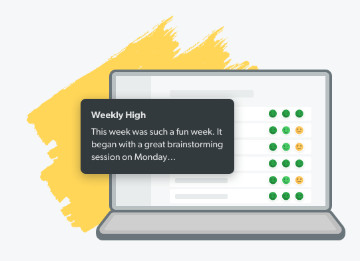 Weekly High
This week was such a fun week. It
began with a great brainstorming
session on Monday...